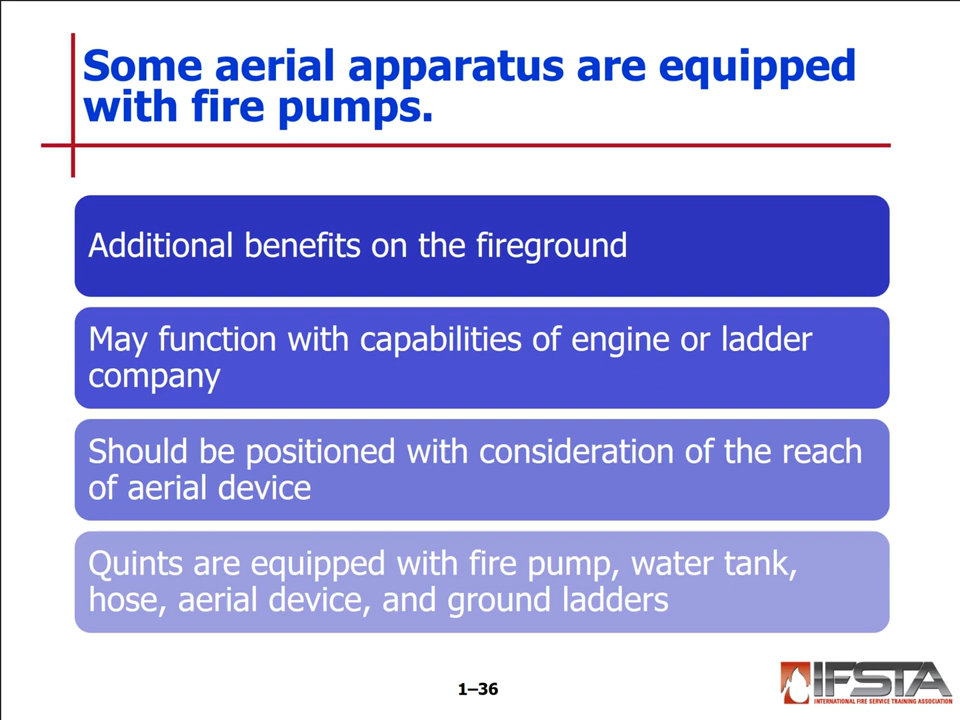 Some aerial apparatus are equipped
with fire pumps.
Additional benefits on the fireground
May function with capabilities of engine or ladder
company
Should be positioned with consideration of the reach
of aerial device
Quints are equipped with fire pump, water tank,
hose, aerial device, and ground ladders
1–36
IFSTA
INTERNATIONAL FIRE SERVICE TRAINING ASSOCIATION